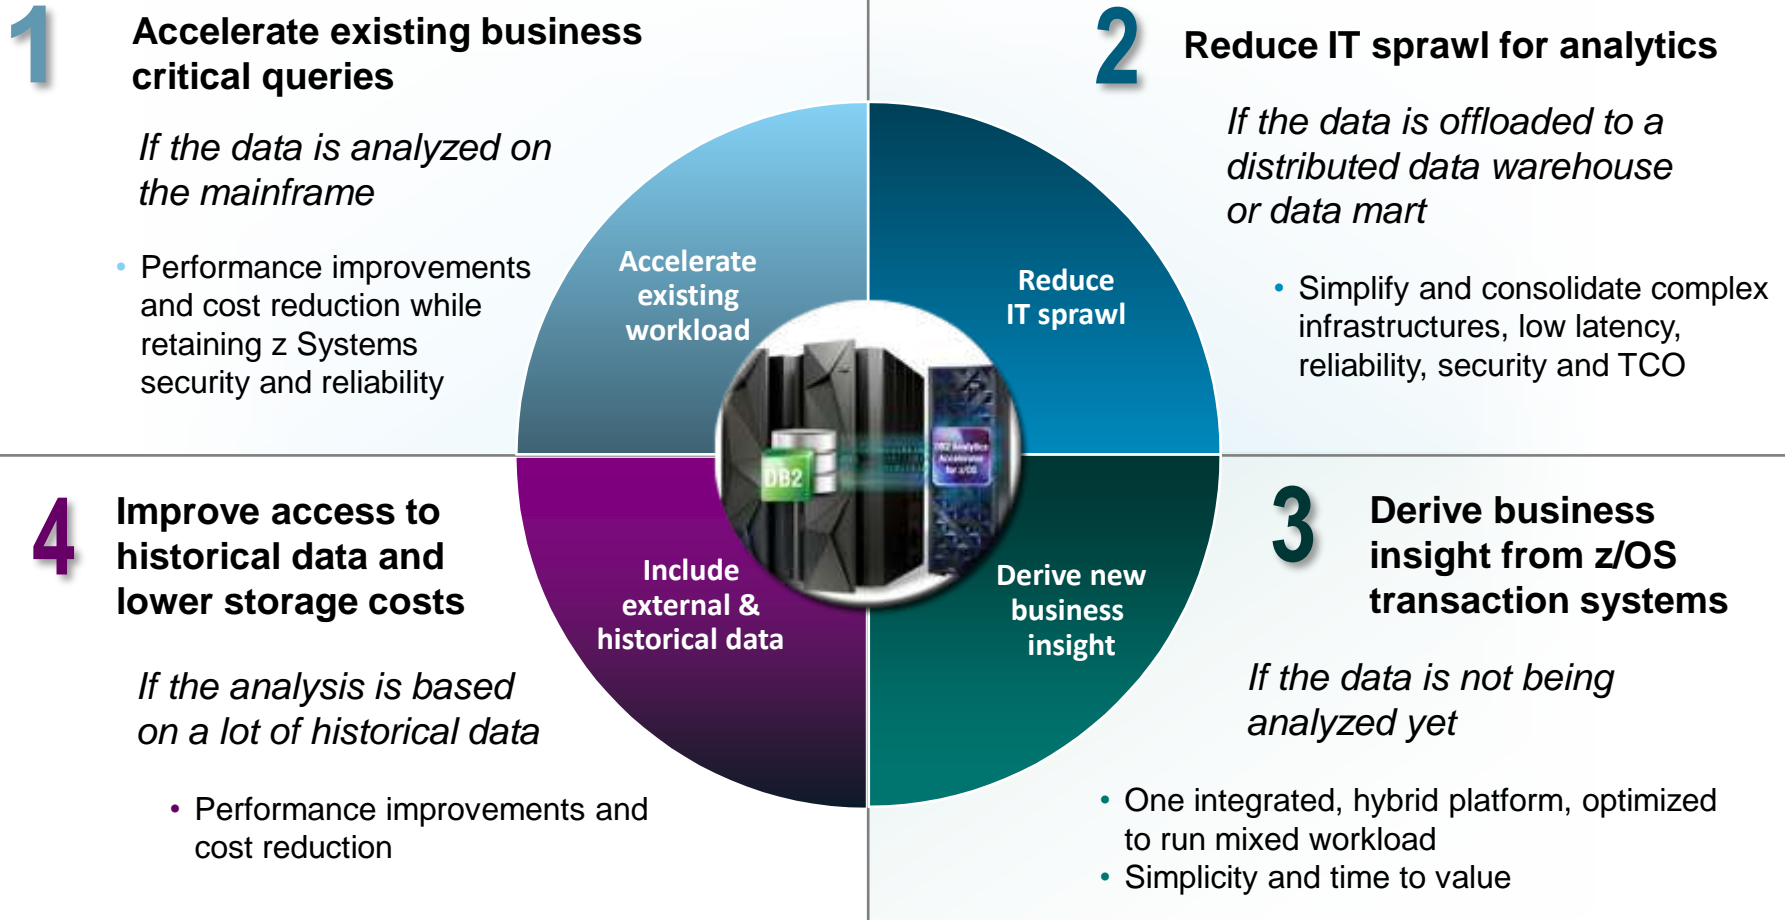 1
Accelerate existing business
critical queries
If the data is analyzed on
the mainframe
• Performance improvements
and cost reduction while
retaining z Systems
security and reliability
2
Reduce IT sprawl for analytics
If the data is offloaded to a
distributed data warehouse
or data mart
• Simplify and consolidate complex
infrastructures, low latency,
reliability, security and TCO
Accelerate
existing
workload
Reduce
IT sprawl
DB2
DB2 Analytics
Accelerator
for z/OS
Include
external &
historical data
Derive new
business
insight
4
Improve access to
historical data and
lower storage costs
If the analysis is based
on a lot of historical data
• Performance improvements and
cost reduction
3
Derive business
insight from z/OS
transaction systems
If the data is not being
analyzed yet
• One integrated, hybrid platform, optimized
to run mixed workload
• Simplicity and time to value